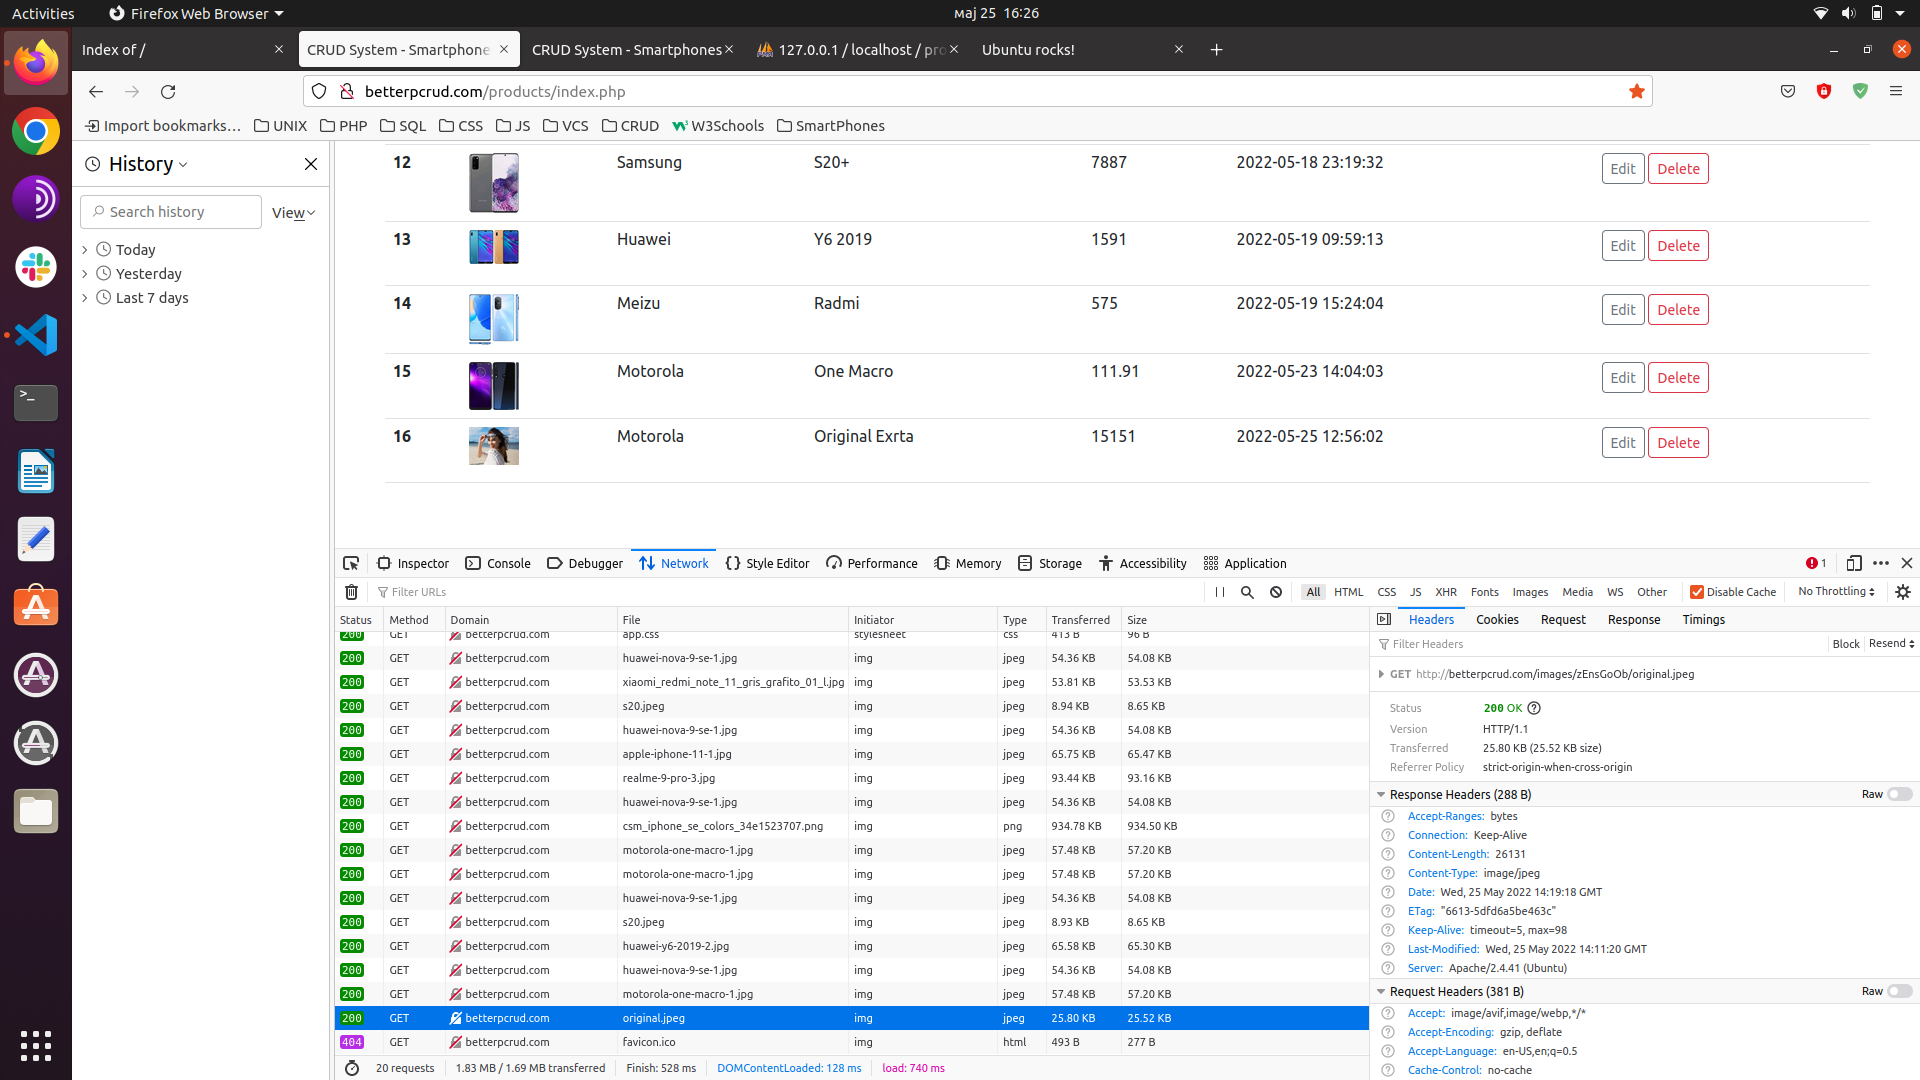 Activities
Firefox Web Browser
мај 25 16:26
Index of /
CRUD System - Smartphone
CRUD System - Smartphones
127.0.0.1 / localhost / pro
Ubuntu rocks!
betterpcrud.com/products/index.php
Import bookmarks…
UNIX
PHP
SQL
CSS
JS
VCS
CRUD
W3Schools
SmartPhones
History
Search history
View
Today
Yesterday
Last 7 days
12 Samsung S20+ 7887 2022-05-18 23:19:32 Edit Delete
13 Huawei Y6 2019 1591 2022-05-19 09:59:13 Edit Delete
14 Meizu Radmi 575 2022-05-19 15:24:04 Edit Delete
15 Motorola One Macro 111.91 2022-05-23 14:04:03 Edit Delete
16 Motorola Original Exrta 15151 2022-05-25 12:56:02 Edit Delete
Inspector Console Debugger Network Style Editor Performance Memory Storage Accessibility Application 1
Filter URLs
All HTML CSS JS XHR Fonts Images Media WS Other Disable Cache No Throttling
Status Method Domain File Initiator Type Transferred Size
200 GET betterpcrud.com app.css stylesheet css 413 B 96 B
200 GET betterpcrud.com huawei-nova-9-se-1.jpg img jpeg 54.36 KB 54.08 KB
200 GET betterpcrud.com xiaomi_redmi_note_11_gris_grafito_01_l.jpg img jpeg 53.81 KB 53.53 KB
200 GET betterpcrud.com s20.jpeg img jpeg 8.94 KB 8.65 KB
200 GET betterpcrud.com huawei-nova-9-se-1.jpg img jpeg 54.36 KB 54.08 KB
200 GET betterpcrud.com apple-iphone-11-1.jpg img jpeg 65.75 KB 65.47 KB
200 GET betterpcrud.com realme-9-pro-3.jpg img jpeg 93.44 KB 93.16 KB
200 GET betterpcrud.com huawei-nova-9-se-1.jpg img jpeg 54.36 KB 54.08 KB
200 GET betterpcrud.com csm_iphone_se_colors_34e1523707.png img png 934.78 KB 934.50 KB
200 GET betterpcrud.com motorola-one-macro-1.jpg img jpeg 57.48 KB 57.20 KB
200 GET betterpcrud.com motorola-one-macro-1.jpg img jpeg 57.48 KB 57.20 KB
200 GET betterpcrud.com huawei-nova-9-se-1.jpg img jpeg 54.36 KB 54.08 KB
200 GET betterpcrud.com s20.jpeg img jpeg 8.93 KB 8.65 KB
200 GET betterpcrud.com huawei-y6-2019-2.jpg img jpeg 65.58 KB 65.30 KB
200 GET betterpcrud.com huawei-nova-9-se-1.jpg img jpeg 54.36 KB 54.08 KB
200 GET betterpcrud.com motorola-one-macro-1.jpg img jpeg 57.48 KB 57.20 KB
200 GET betterpcrud.com original.jpeg img jpeg 25.80 KB 25.52 KB
404 GET betterpcrud.com favicon.ico img html 493 B 277 B
20 requests 1.83 MB / 1.69 MB transferred Finish: 528 ms DOMContentLoaded: 128 ms load: 740 ms
Headers Cookies Request Response Timings
Filter Headers Block Resend
GET http://betterpcrud.com/images/zEnsGoOb/original.jpeg
Status 200 OK
Version HTTP/1.1
Transferred 25.80 KB (25.52 KB size)
Referrer Policy strict-origin-when-cross-origin
Response Headers (288 B) Raw
Accept-Ranges: bytes
Connection: Keep-Alive
Content-Length: 26131
Content-Type: image/jpeg
Date: Wed, 25 May 2022 14:19:18 GMT
ETag: "6613-5dfd6a5be463c"
Keep-Alive: timeout=5, max=98
Last-Modified: Wed, 25 May 2022 14:11:20 GMT
Server: Apache/2.4.41 (Ubuntu)
Request Headers (381 B) Raw
Accept: image/avif,image/webp,*/*
Accept-Encoding: gzip, deflate
Accept-Language: en-US,en;q=0.5
Cache-Control: no-cache